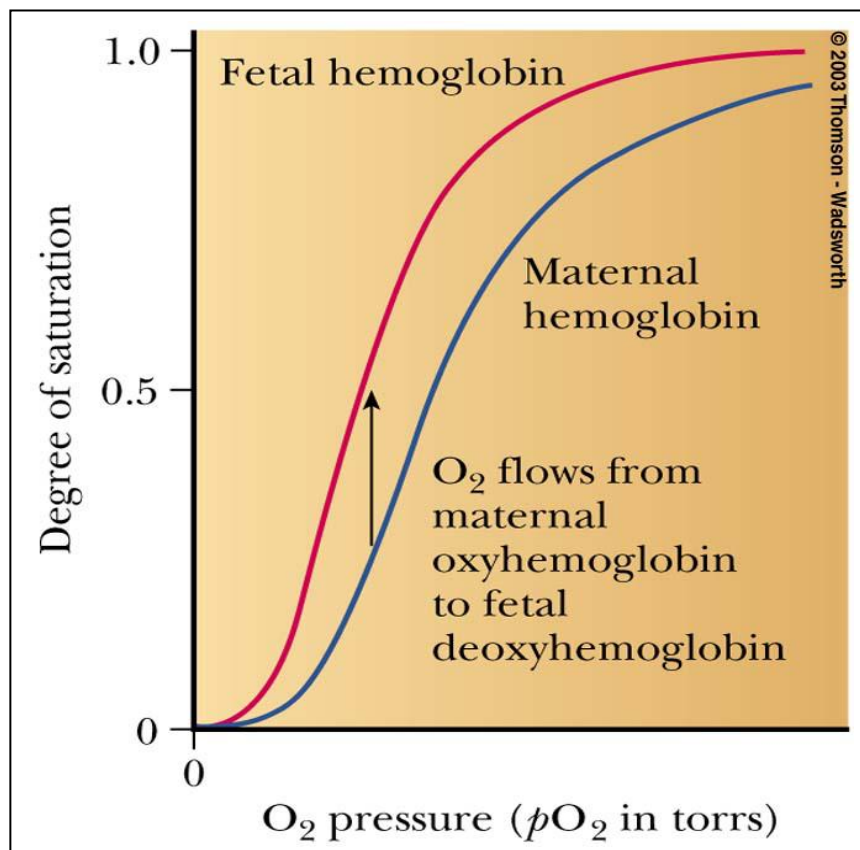 1.0
Fetal hemoglobin
© 2003 Thomson - Wadsworth
Maternal
hemoglobin
Degree of saturation
0.5
O₂ flows from
maternal
oxyhemoglobin
to fetal
deoxyhemoglobin
0
0
O₂ pressure (pO₂ in torrs)